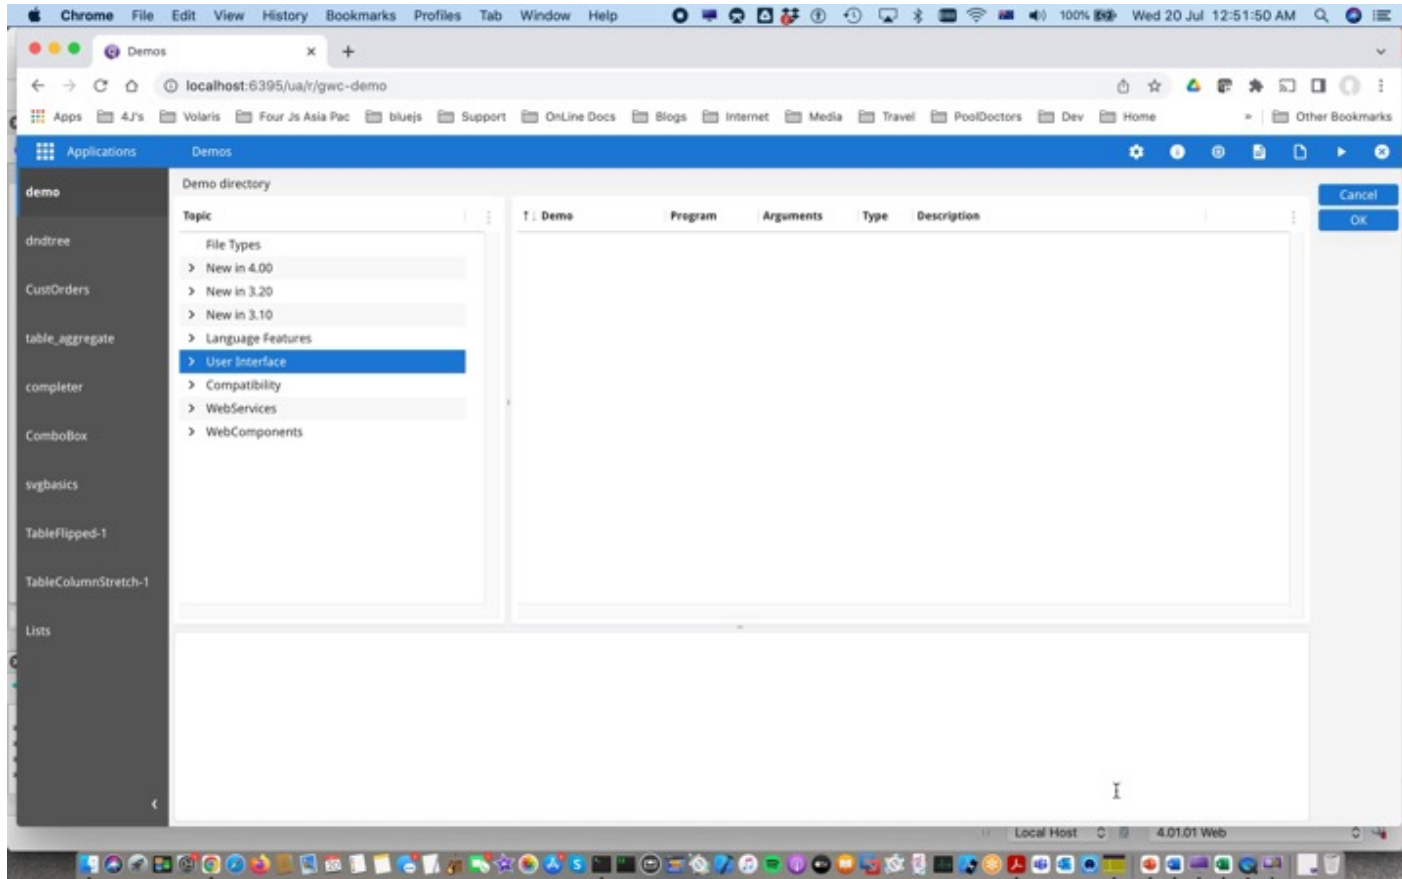 Chrome File Edit View History Bookmarks Profiles Tab Window Help 100% Wed 20 Jul 12:51:50 AM
Demos
localhost:6395/ua/r/gwc-demo
Apps 4J's Volaris Four Js Asia Pac bluejs Support OnLine Docs Blogs Internet Media Travel PoolDoctors Dev Home » Other Bookmarks
Applications Demos
demo
dndtree
CustOrders
table_aggregate
completer
ComboBox
svgbasics
TableFlipped-1
TableColumnStretch-1
Lists
Demo directory
Topic
File Types
New in 4.00
New in 3.20
New in 3.10
Language Features
User Interface
Compatibility
WebServices
WebComponents
Demo Program Arguments Type Description
Cancel
OK
Local Host 4.01.01 Web